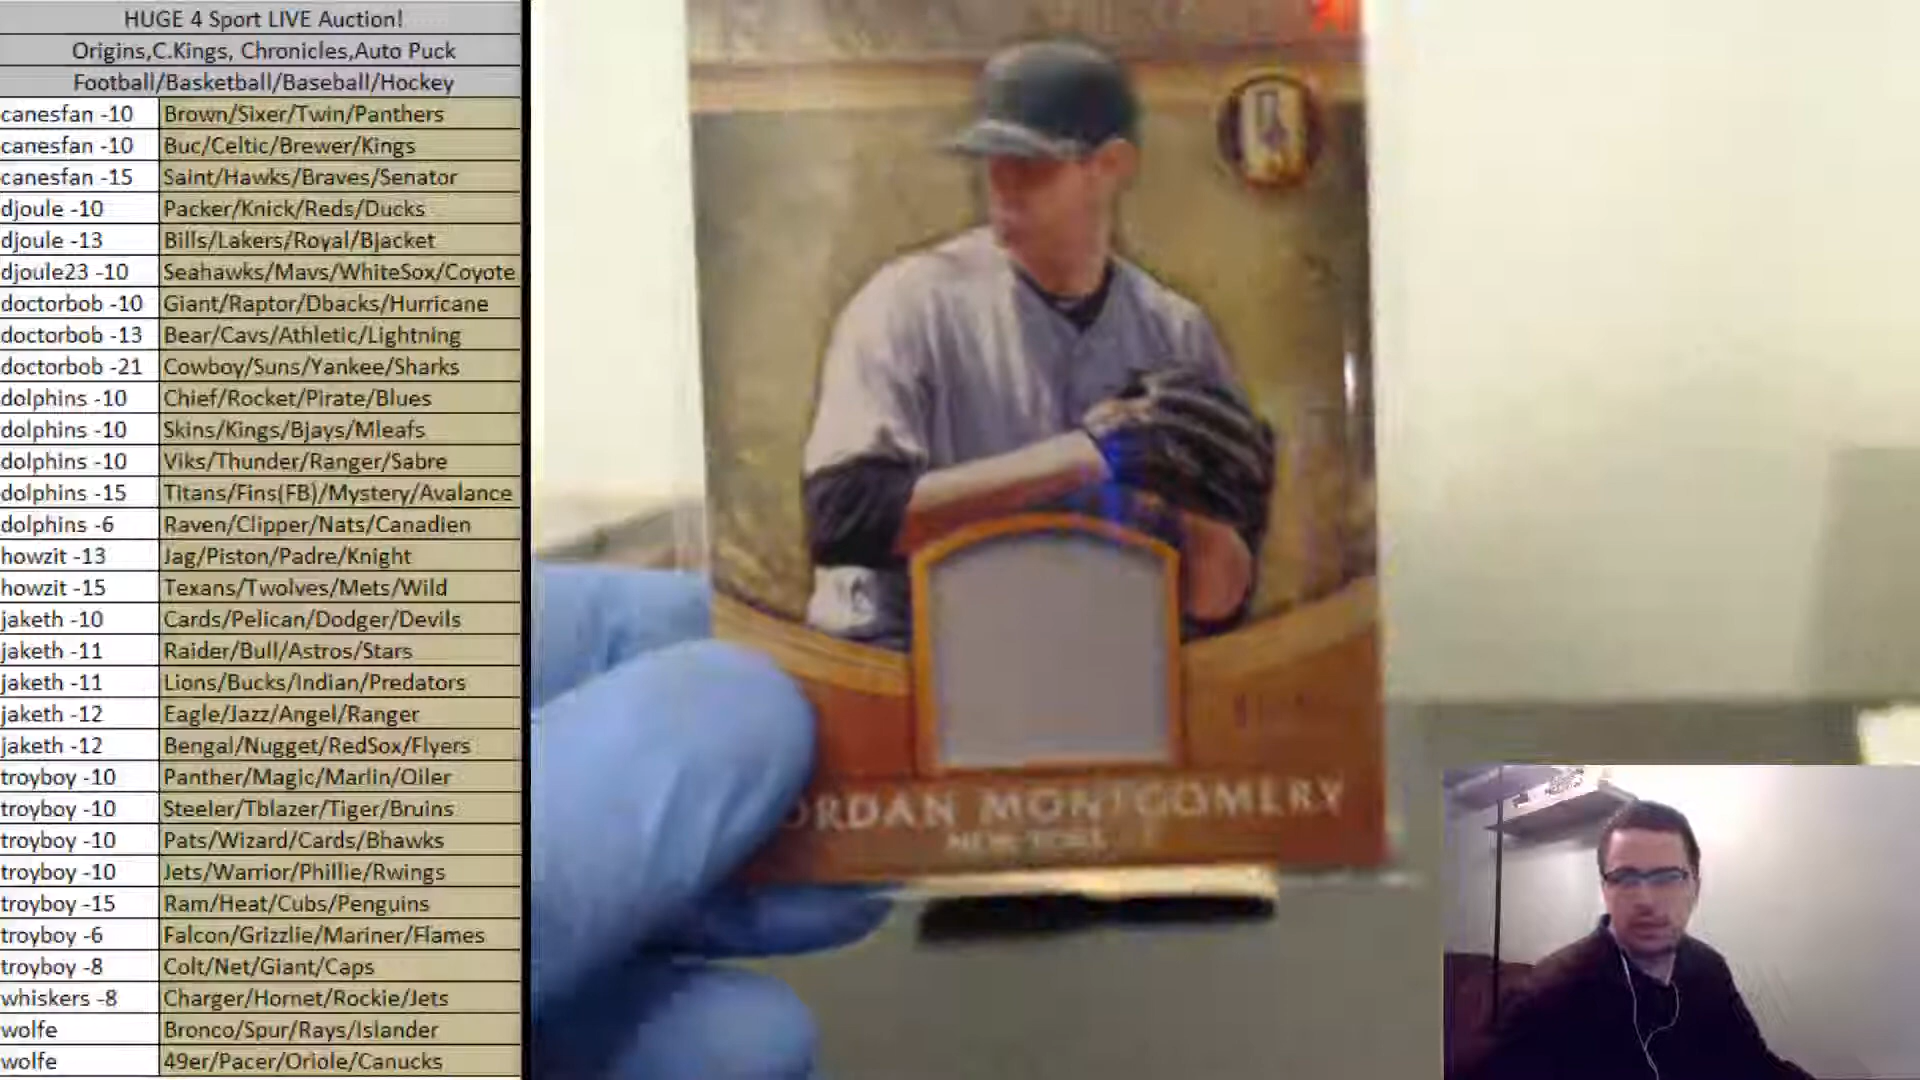 HUGE 4 Sport LIVE Auction!
Origins,C.Kings, Chronicles,Auto Puck
Football/Basketball/Baseball/Hockey
canesfan -10 Brown/Sixer/Twin/Panthers
canesfan -10 Buc/Celtic/Brewer/Kings
canesfan -15 Saint/Hawks/Braves/Senator
djoule -10 Packer/Knick/Reds/Ducks
djoule -13 Bills/Lakers/Royal/Bjacket
djoule23 -10 Seahawks/Mavs/WhiteSox/Coyote
doctorbob -10 Giant/Raptor/Dbacks/Hurricane
doctorbob -13 Bear/Cavs/Athletic/Lightning
doctorbob -21 Cowboy/Suns/Yankee/Sharks
dolphins -10 Chief/Rocket/Pirate/Blues
dolphins -10 Skins/Kings/Bjays/Mleafs
dolphins -10 Viks/Thunder/Ranger/Sabre
dolphins -15 Titans/Fins(FB)/Mystery/Avalance
dolphins -6 Raven/Clipper/Nats/Canadien
howzit -13 Jag/Piston/Padre/Knight
howzit -15 Texans/Twolves/Mets/Wild
jaketh -10 Cards/Pelican/Dodger/Devils
jaketh -11 Raider/Bull/Astros/Stars
jaketh -11 Lions/Bucks/Indian/Predators
jaketh -12 Eagle/Jazz/Angel/Ranger
jaketh -12 Bengal/Nugget/RedSox/Flyers
troyboy -10 Panther/Magic/Marlin/Oiler
troyboy -10 Steeler/Tblazer/Tiger/Bruins
troyboy -10 Pats/Wizard/Cards/Bhawks
troyboy -10 Jets/Warrior/Phillie/Rwings
troyboy -15 Ram/Heat/Cubs/Penguins
troyboy -6 Falcon/Grizzlie/Mariner/Flames
troyboy -8 Colt/Net/Giant/Caps
whiskers -8 Charger/Hornet/Rockie/Jets
wolfe Bronco/Spur/Rays/Islander
wolfe 49er/Pacer/Oriole/Canucks
ORDAN MONTGOMERY
NEW YORK